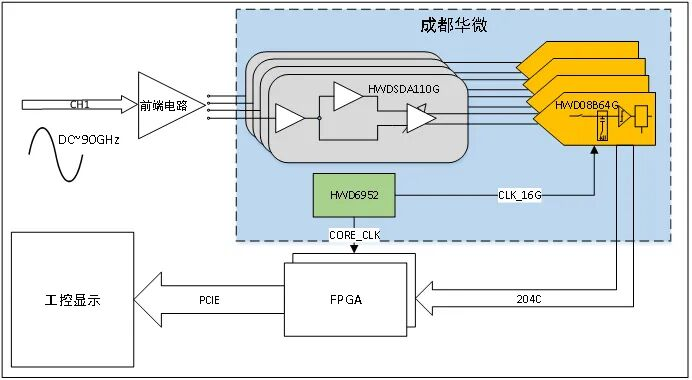 成都华微
HWDSDA110G
HWD08B64G
CH1
前端电路
DC~90GHz
HWD6952
CLK_16G
CORE_CLK
工控显示
PCIE
FPGA
204C